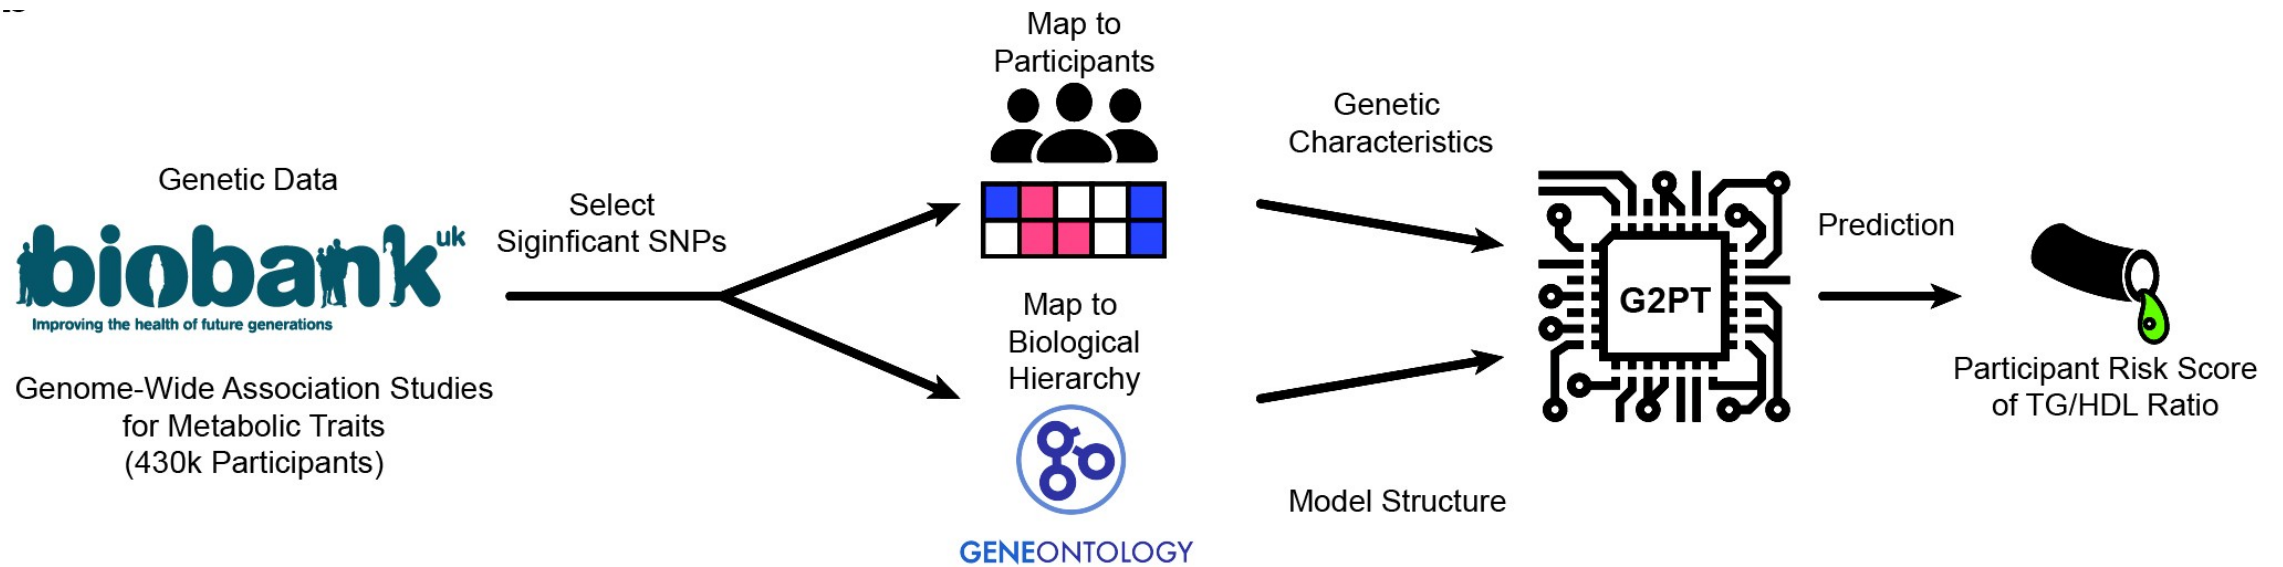 Genetic Data
biobank uk
Improving the health of future generations
Genome-Wide Association Studies
for Metabolic Traits
(430k Participants)
Select
Siginficant SNPs
Map to
Participants
Map to
Biological
Hierarchy
GENEONTOLOGY
Genetic
Characteristics
Model Structure
G2PT
Prediction
Participant Risk Score
of TG/HDL Ratio